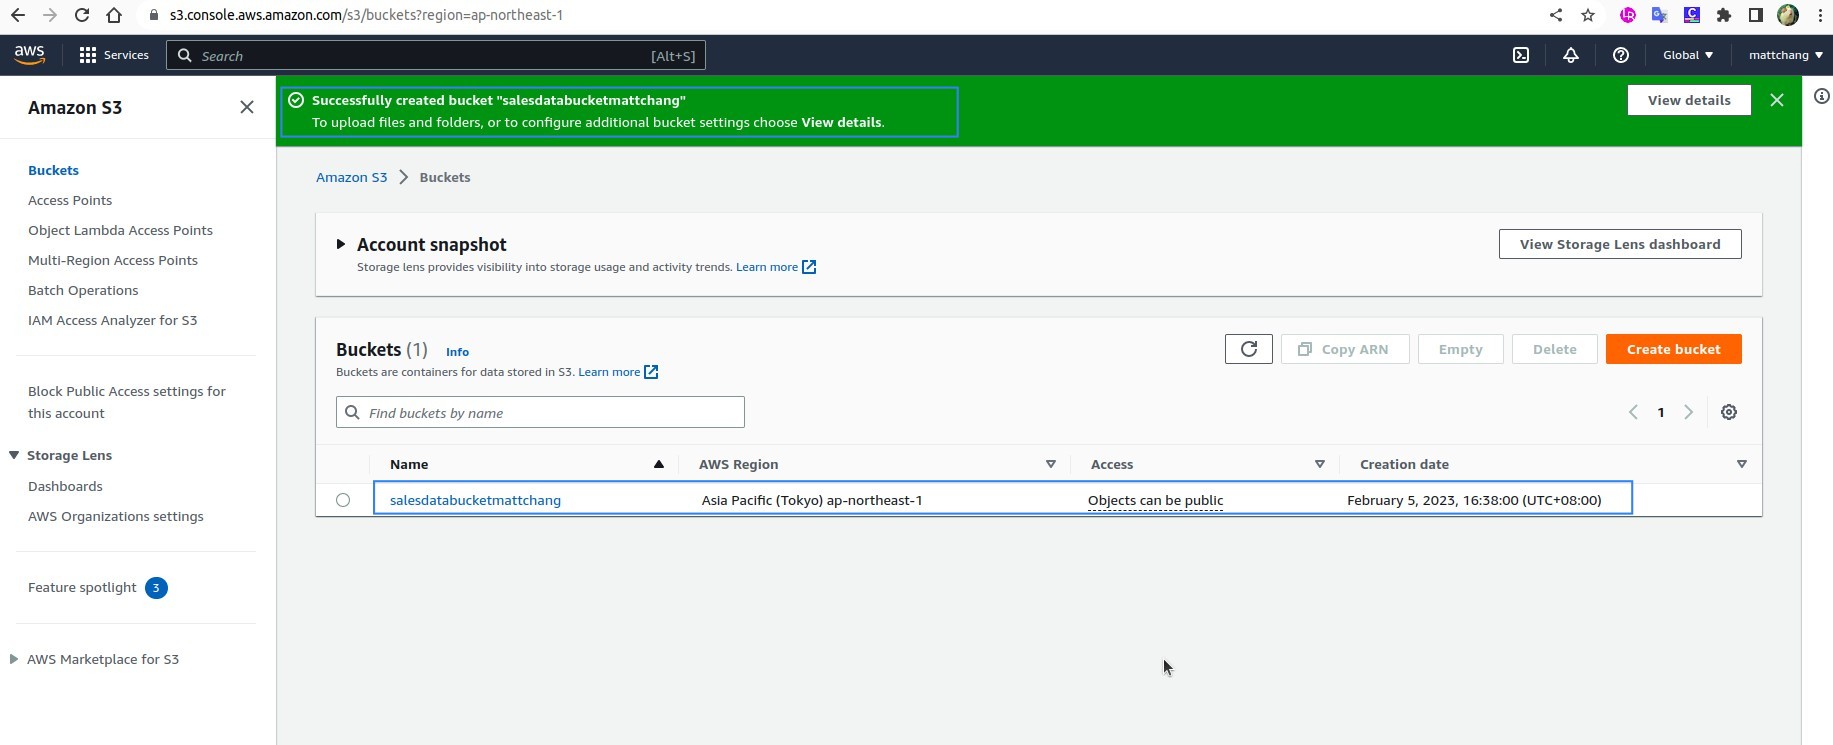 s3.console.aws.amazon.com/s3/buckets?region=ap-northeast-1
aws
Services
Search
[Alt+S]
Global
mattchang
Amazon S3
Buckets
Access Points
Object Lambda Access Points
Multi-Region Access Points
Batch Operations
IAM Access Analyzer for S3
Block Public Access settings for
this account
Storage Lens
Dashboards
AWS Organizations settings
Feature spotlight 3
AWS Marketplace for S3
Successfully created bucket "salesdatabucketmattchang"
To upload files and folders, or to configure additional bucket settings choose View details.
View details
Amazon S3 > Buckets
Account snapshot
Storage lens provides visibility into storage usage and activity trends. Learn more
View Storage Lens dashboard
Buckets (1) Info
Buckets are containers for data stored in S3. Learn more
Copy ARN
Empty
Delete
Create bucket
Find buckets by name
1
Name AWS Region Access Creation date
salesdatabucketmattchang Asia Pacific (Tokyo) ap-northeast-1 Objects can be public February 5, 2023, 16:38:00 (UTC+08:00)